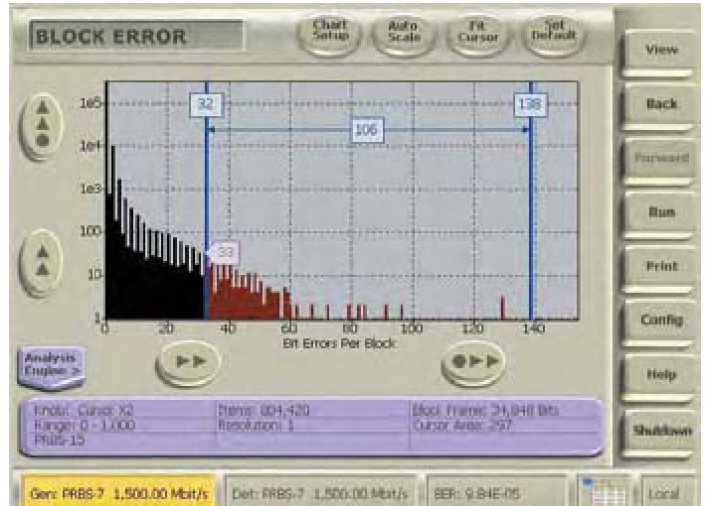 BLOCK ERROR
Chart Setup
Auto Scale
Fit Cursor
Set Default
View
Back
Forward
Run
Print
Config
Help
Shutdown
1e5
1e4
1e3
100
10
1
32
138
106
33
0 20 40 60 80 100 120 140
Bit Errors Per Block
Analysis Engine >
Knob: Cursor X2
Items: 804,420
Block Frame: 34,848 Bits
Range: 0 - 1,000
Resolution: 1
Cursor Area: 297
PRBS-15
Gen: PRBS-7 1,500.00 Mbit/s
Det: PRBS-7 1,500.00 Mbit/s
BER: 9.84E-05
Local